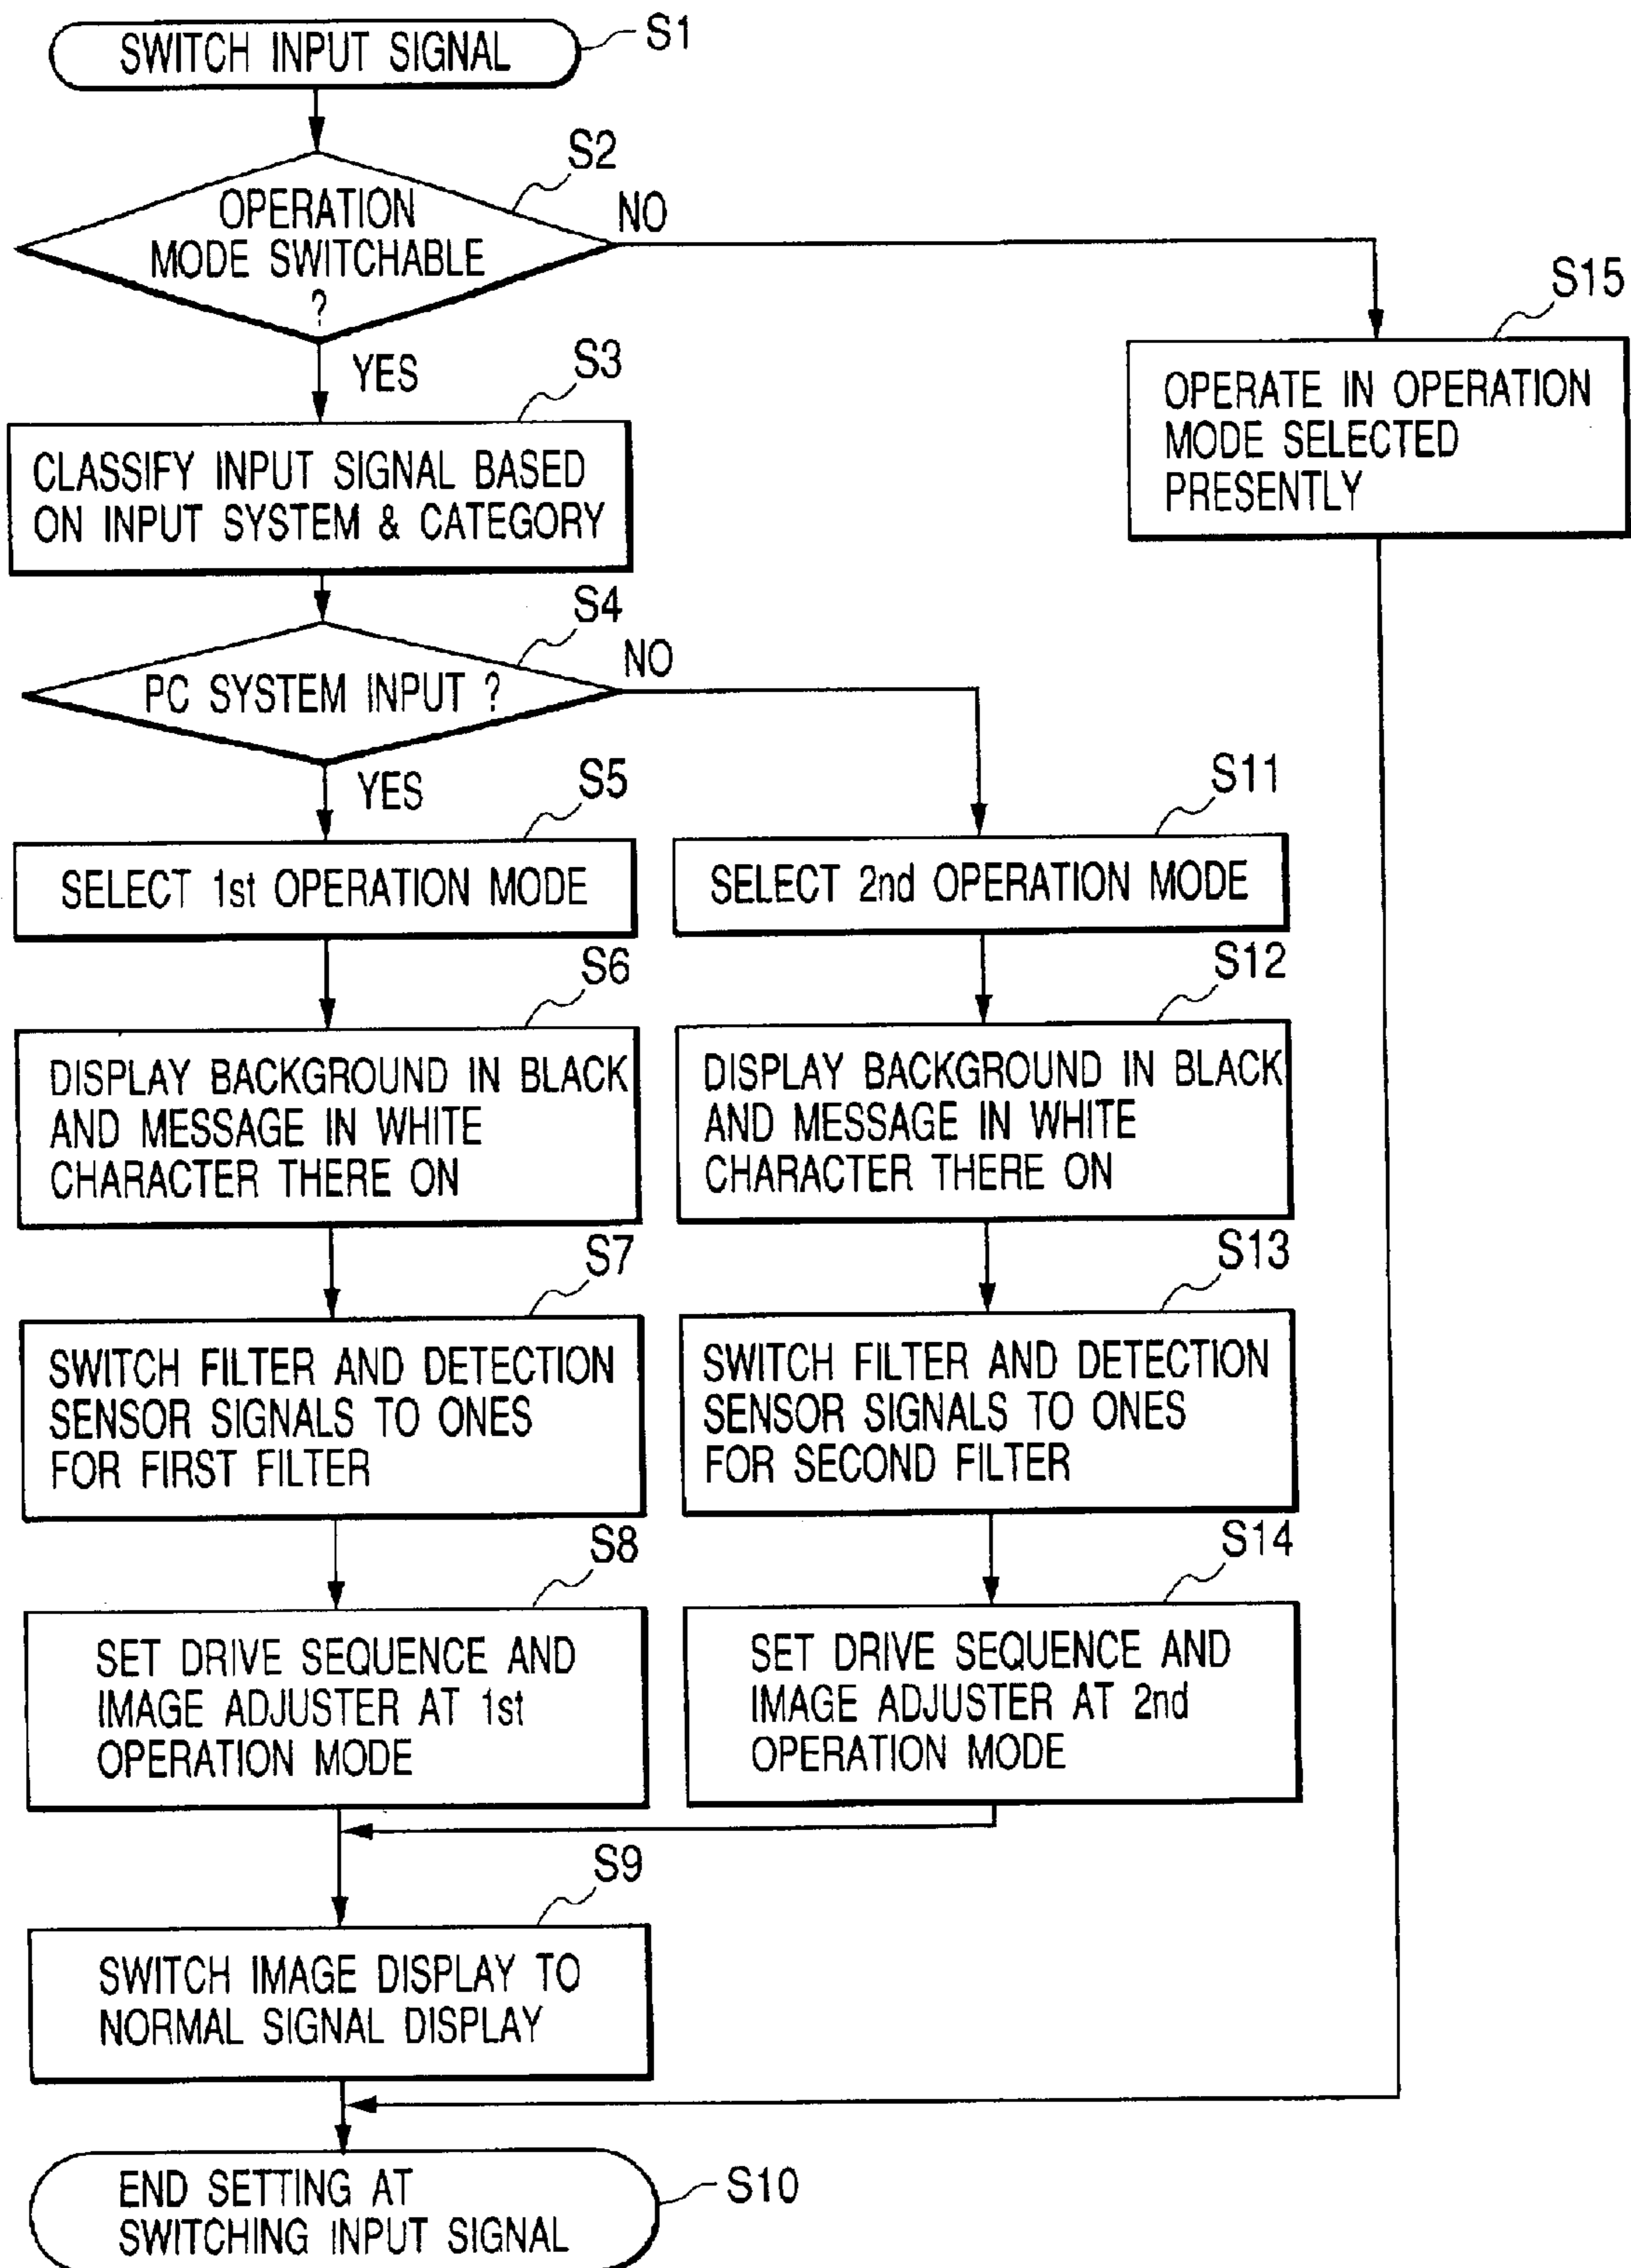 SWITCH INPUT SIGNAL
S1
OPERATION
MODE SWITCHABLE
?
S2
NO
YES
S15
OPERATE IN OPERATION
MODE SELECTED
PRESENTLY
S3
CLASSIFY INPUT SIGNAL BASED
ON INPUT SYSTEM & CATEGORY
S4
PC SYSTEM INPUT ?
NO
YES
S5
SELECT 1st OPERATION MODE
S11
SELECT 2nd OPERATION MODE
S6
DISPLAY BACKGROUND IN BLACK
AND MESSAGE IN WHITE
CHARACTER THERE ON
S12
DISPLAY BACKGROUND IN BLACK
AND MESSAGE IN WHITE
CHARACTER THERE ON
S7
SWITCH FILTER AND DETECTION
SENSOR SIGNALS TO ONES
FOR FIRST FILTER
S13
SWITCH FILTER AND DETECTION
SENSOR SIGNALS TO ONES
FOR SECOND FILTER
S8
SET DRIVE SEQUENCE AND
IMAGE ADJUSTER AT 1st
OPERATION MODE
S14
SET DRIVE SEQUENCE AND
IMAGE ADJUSTER AT 2nd
OPERATION MODE
S9
SWITCH IMAGE DISPLAY TO
NORMAL SIGNAL DISPLAY
END SETTING AT
SWITCHING INPUT SIGNAL
S10